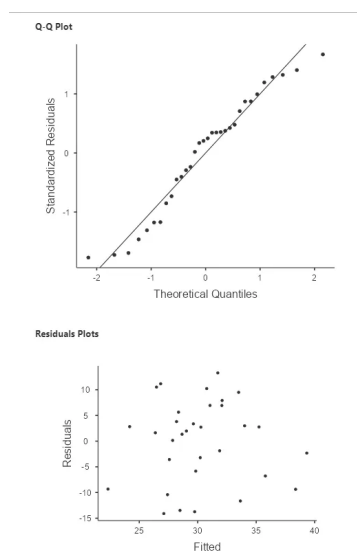 Q-Q Plot
1
0
-1
Standardized Residuals
-2 -1 0 1 2
Theoretical Quantiles
Residuals Plots
10
5
0
-5
-10
-15
Residuals
25 30 35 40
Fitted